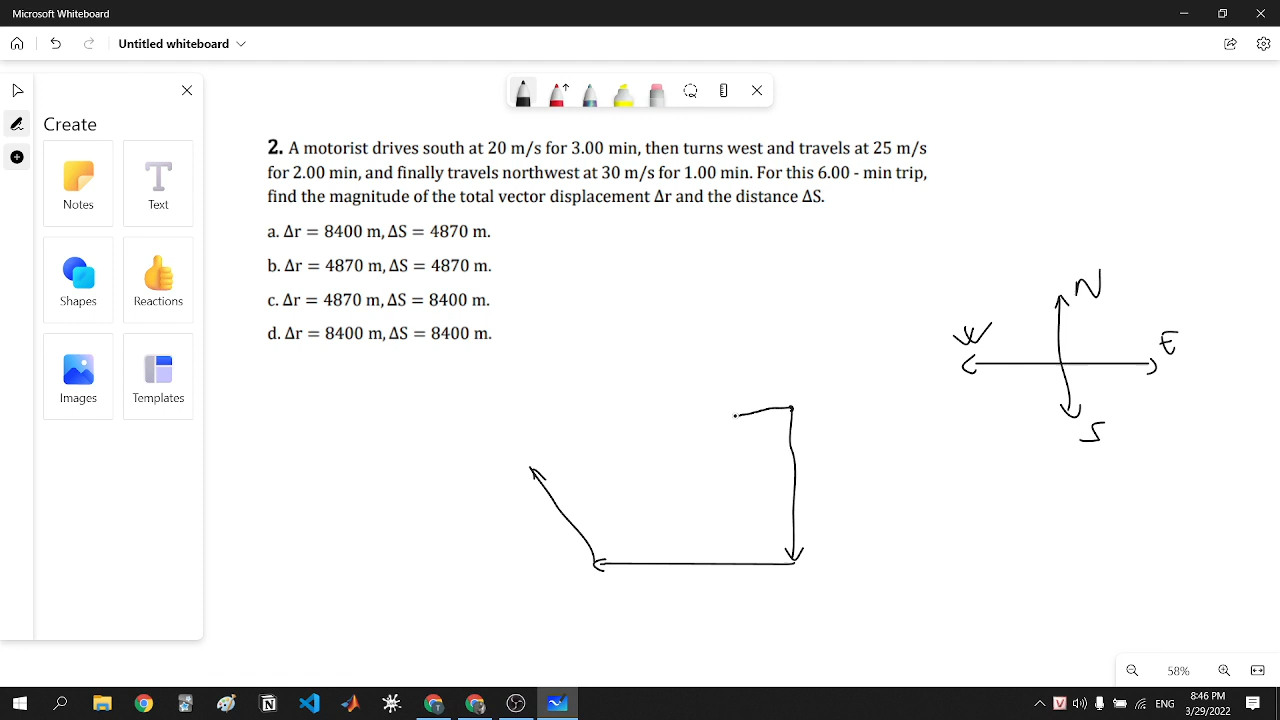 Microsoft Whiteboard
Untitled whiteboard
Create
Notes
Text
Shapes
Reactions
Images
Templates
2. A motorist drives south at 20 m/s for 3.00 min, then turns west and travels at 25 m/s
for 2.00 min, and finally travels northwest at 30 m/s for 1.00 min. For this 6.00 - min trip,
find the magnitude of the total vector displacement Δr and the distance ΔS.
a. Δr = 8400 m, ΔS = 4870 m.
b. Δr = 4870 m, ΔS = 4870 m.
c. Δr = 4870 m, ΔS = 8400 m.
d. Δr = 8400 m, ΔS = 8400 m.
N
W
E
S
58%
ENG
8:46 PM
3/29/2022